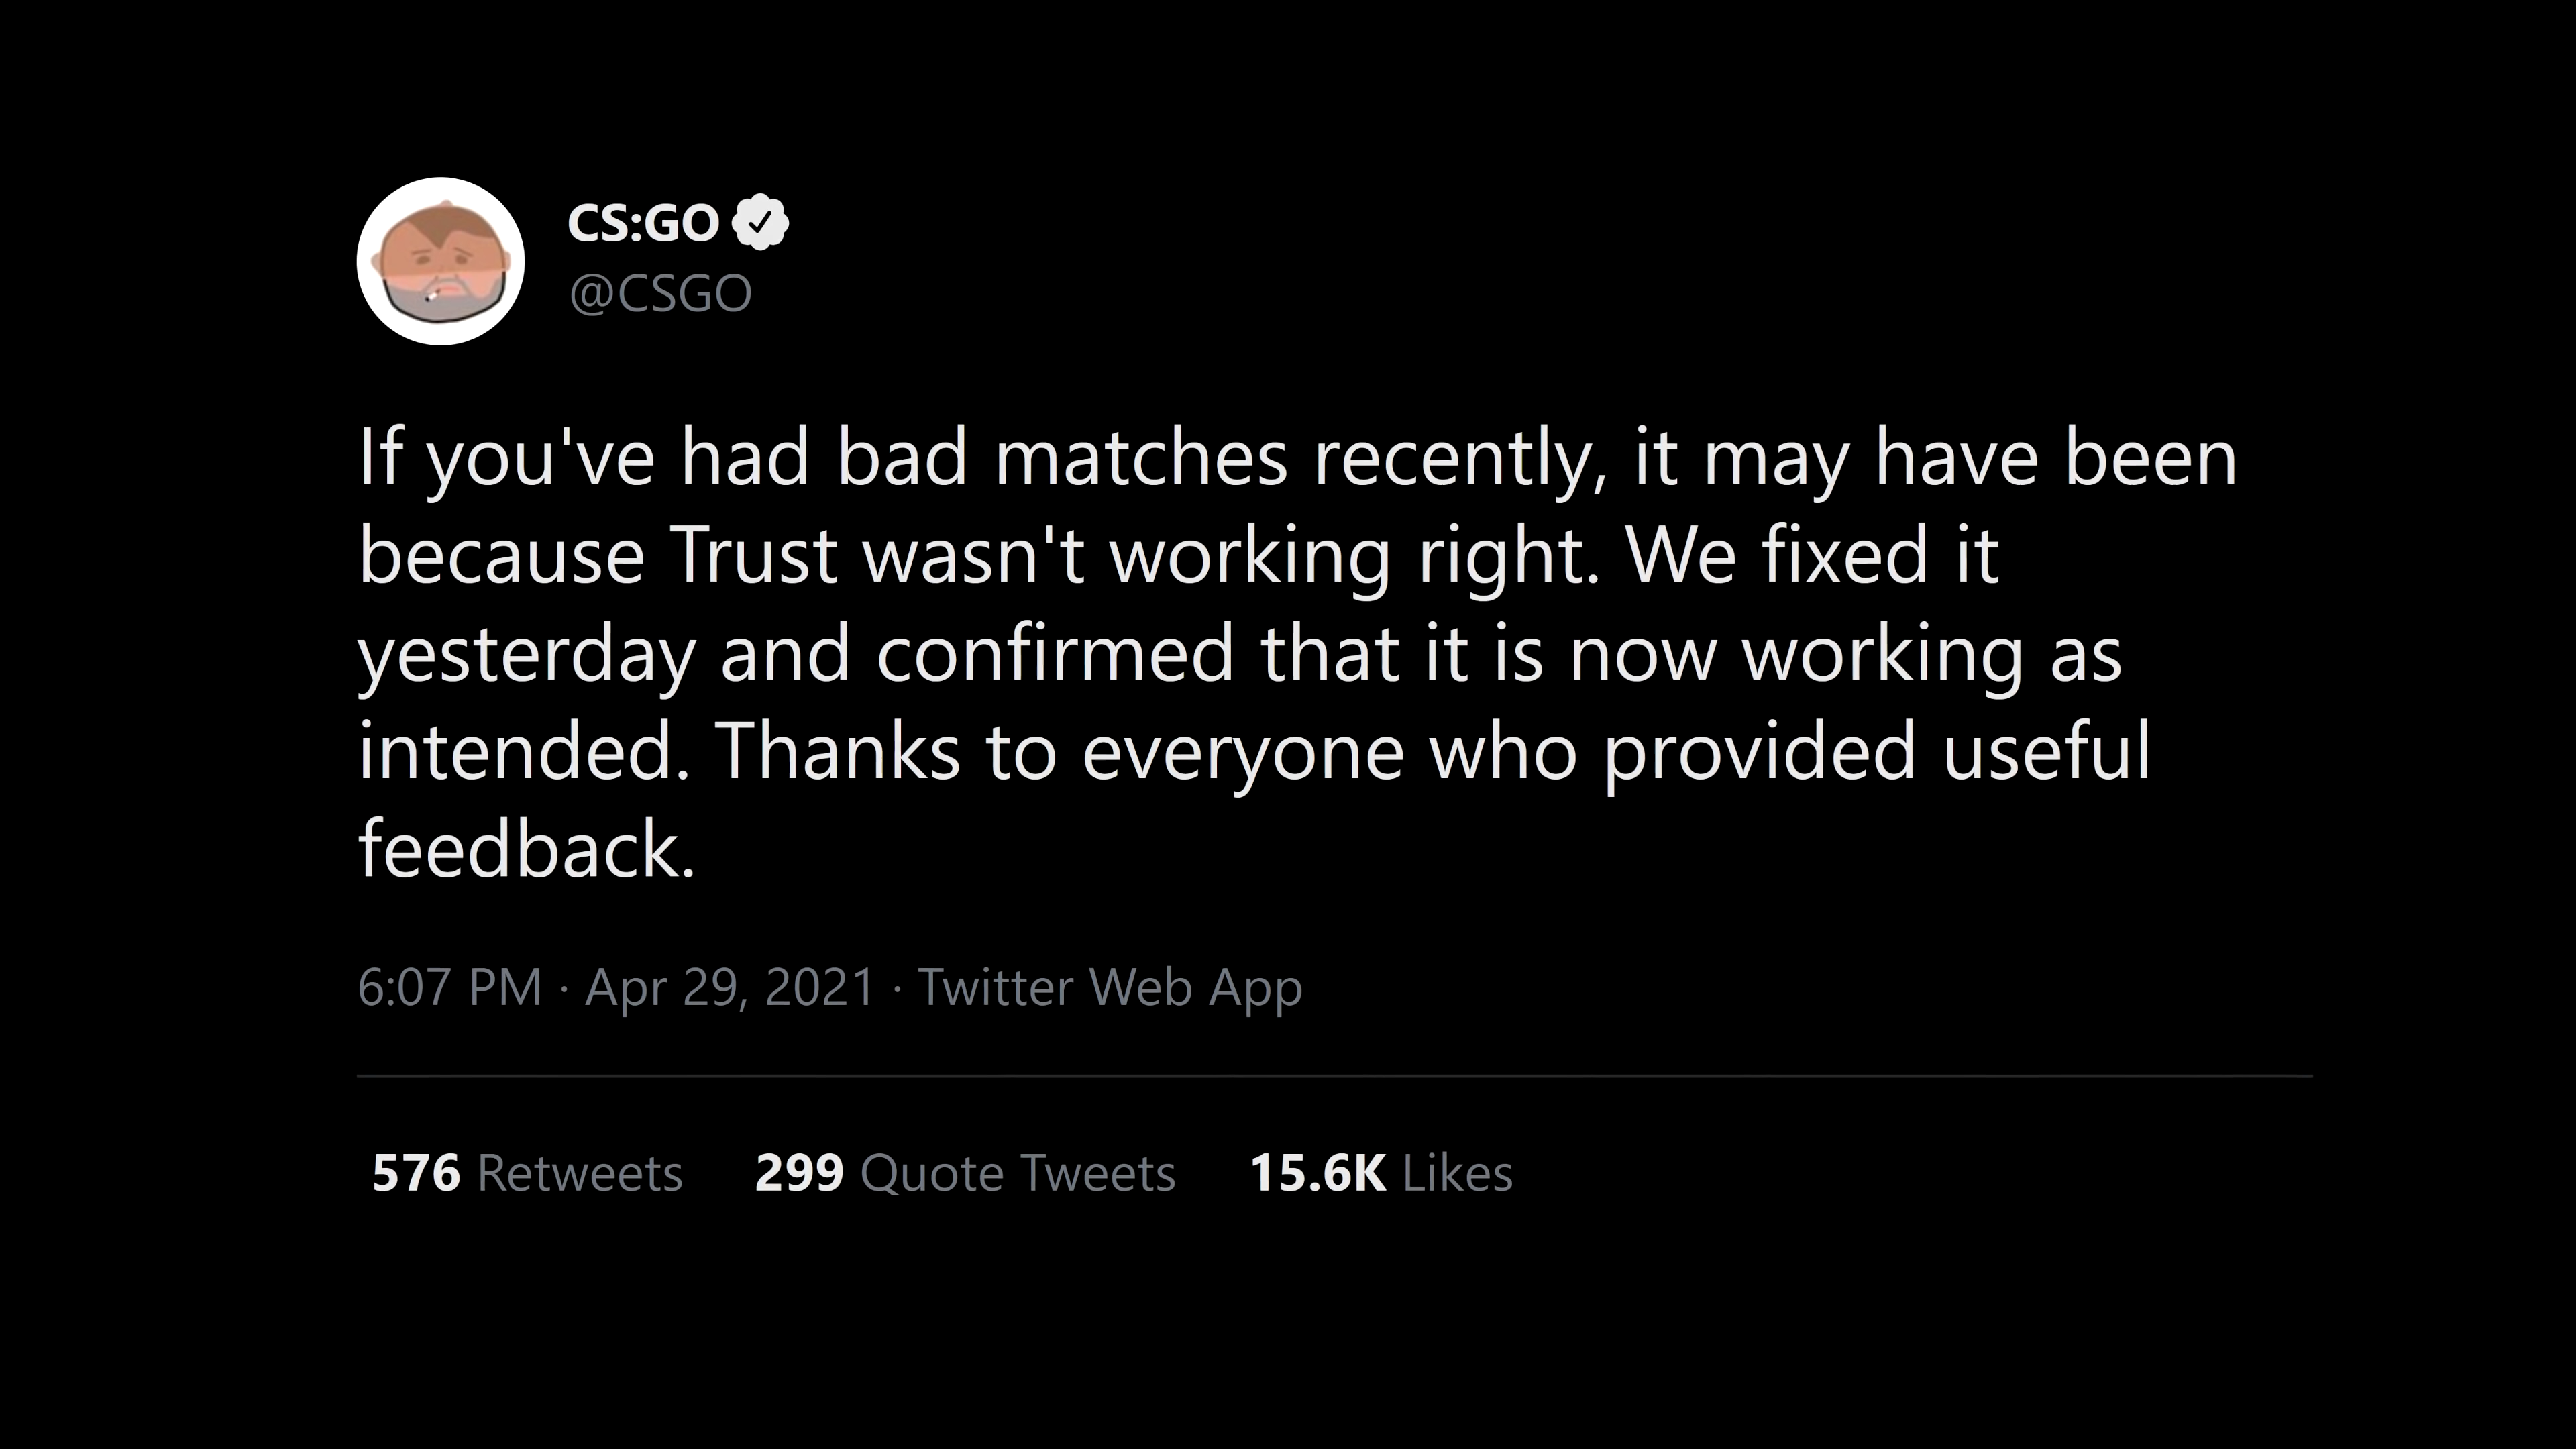 CS:GO
@CSGO
If you've had bad matches recently, it may have been
because Trust wasn't working right. We fixed it
yesterday and confirmed that it is now working as
intended. Thanks to everyone who provided useful
feedback.
6:07 PM · Apr 29, 2021 · Twitter Web App
576 Retweets 299 Quote Tweets 15.6K Likes